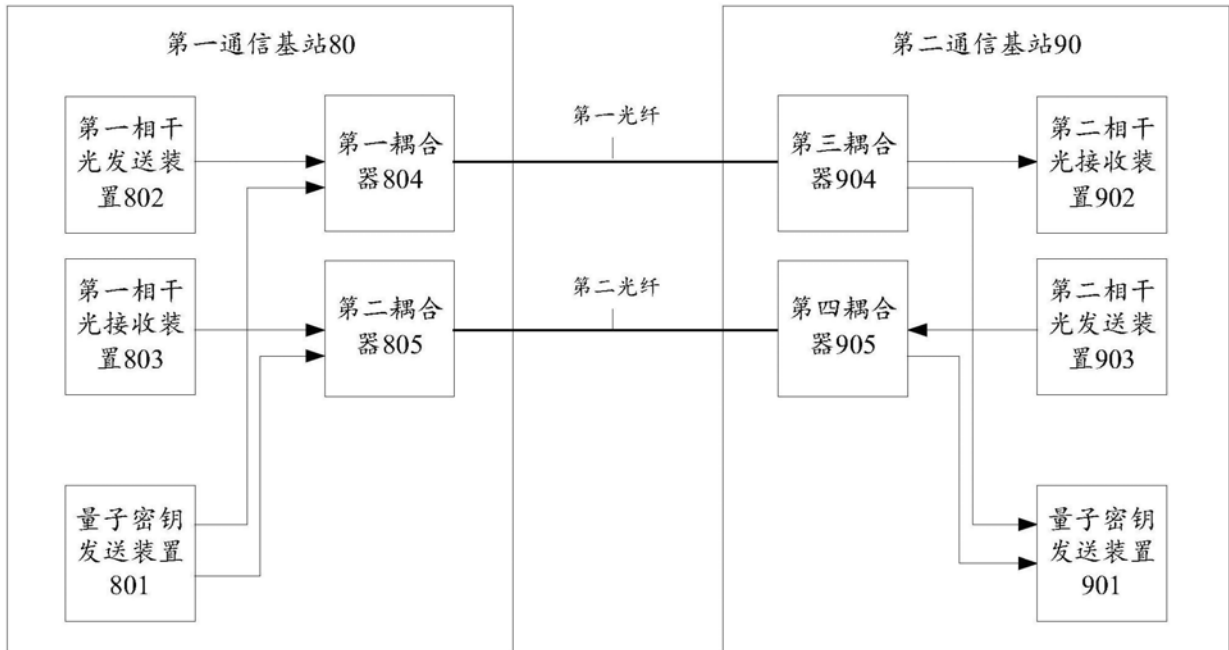 第一通信基站80
第二通信基站90
第一相干
光发送装
置802
第一耦合
器804
第一光纤
第三耦合
器904
第二相干
光接收装
置902
第一相干
光接收装
置803
第二耦合
器805
第二光纤
第四耦合
器905
第二相干
光发送装
置903
量子密钥
发送装置
801
量子密钥
发送装置
901